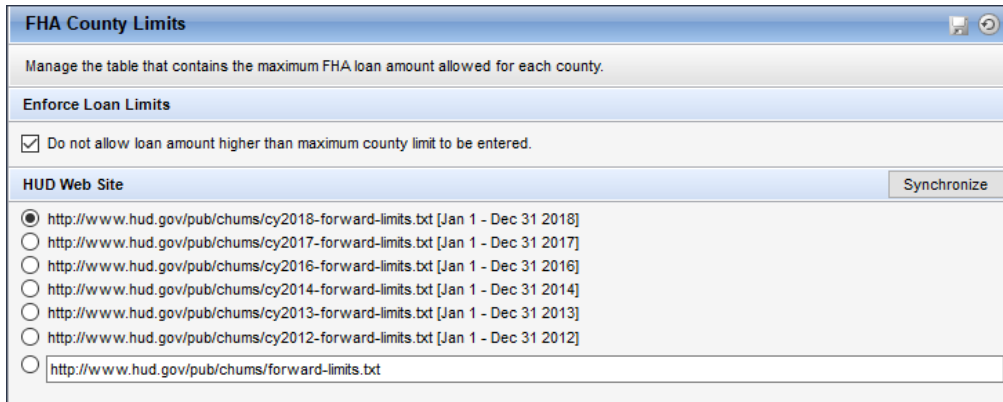 FHA County Limits
Manage the table that contains the maximum FHA loan amount allowed for each county.
Enforce Loan Limits
Do not allow loan amount higher than maximum county limit to be entered.
HUD Web Site Synchronize
http://www.hud.gov/pub/chums/cy2018-forward-limits.txt [Jan 1 - Dec 31 2018]
http://www.hud.gov/pub/chums/cy2017-forward-limits.txt [Jan 1 - Dec 31 2017]
http://www.hud.gov/pub/chums/cy2016-forward-limits.txt [Jan 1 - Dec 31 2016]
http://www.hud.gov/pub/chums/cy2014-forward-limits.txt [Jan 1 - Dec 31 2014]
http://www.hud.gov/pub/chums/cy2013-forward-limits.txt [Jan 1 - Dec 31 2013]
http://www.hud.gov/pub/chums/cy2012-forward-limits.txt [Jan 1 - Dec 31 2012]
http://www.hud.gov/pub/chums/forward-limits.txt